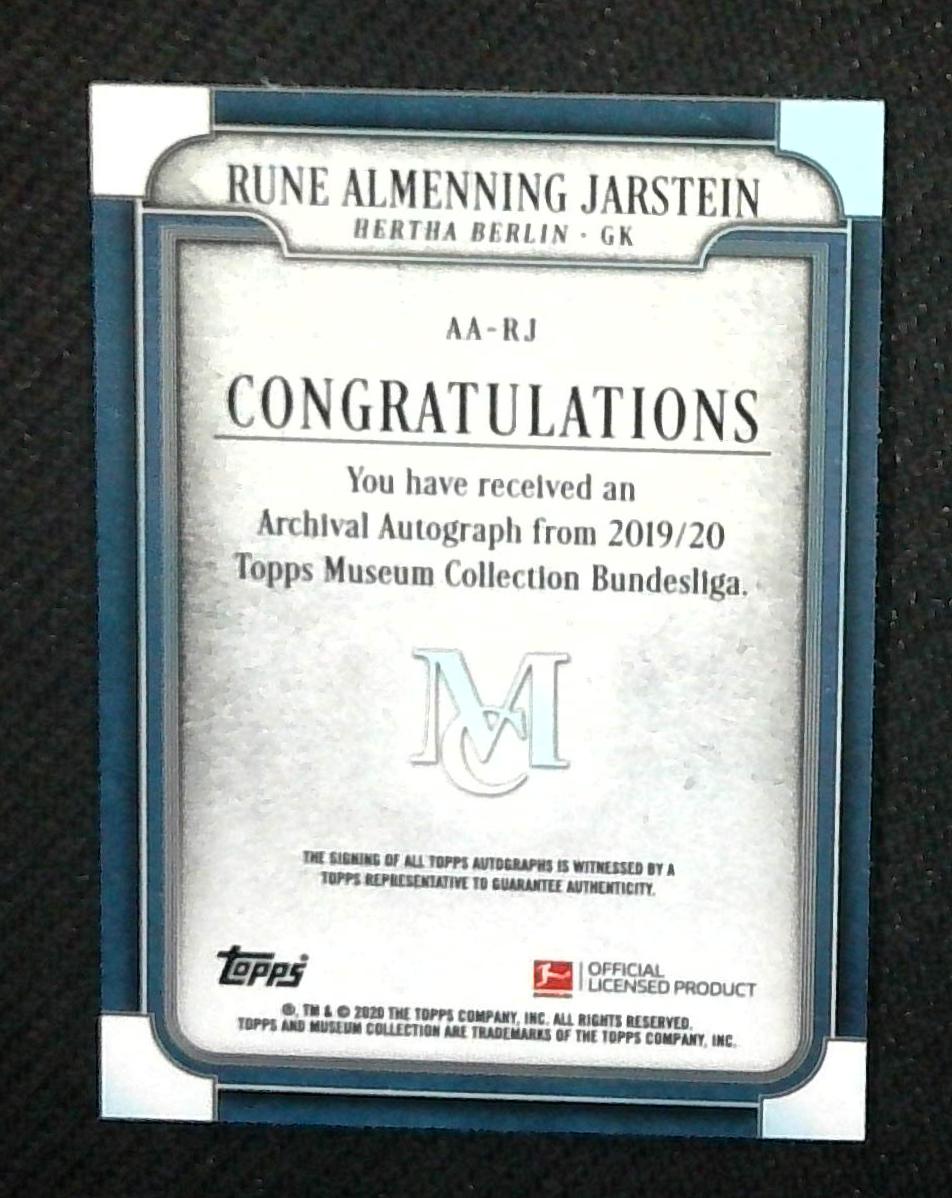 RUNE ALMENNING JARSTEIN
HERTHA BERLIN · GK
AA-RJ
CONGRATULATIONS
You have received an
Archival Autograph from 2019/20
Topps Museum Collection Bundesliga.
MC
THE SIGNING OF ALL TOPPS AUTOGRAPHS IS WITNESSED BY A
TOPPS REPRESENTATIVE TO GUARANTEE AUTHENTICITY.
Topps®
OFFICIAL
LICENSED PRODUCT
®, TM & © 2020 THE TOPPS COMPANY, INC. ALL RIGHTS RESERVED.
TOPPS AND MUSEUM COLLECTION ARE TRADEMARKS OF THE TOPPS COMPANY, INC.